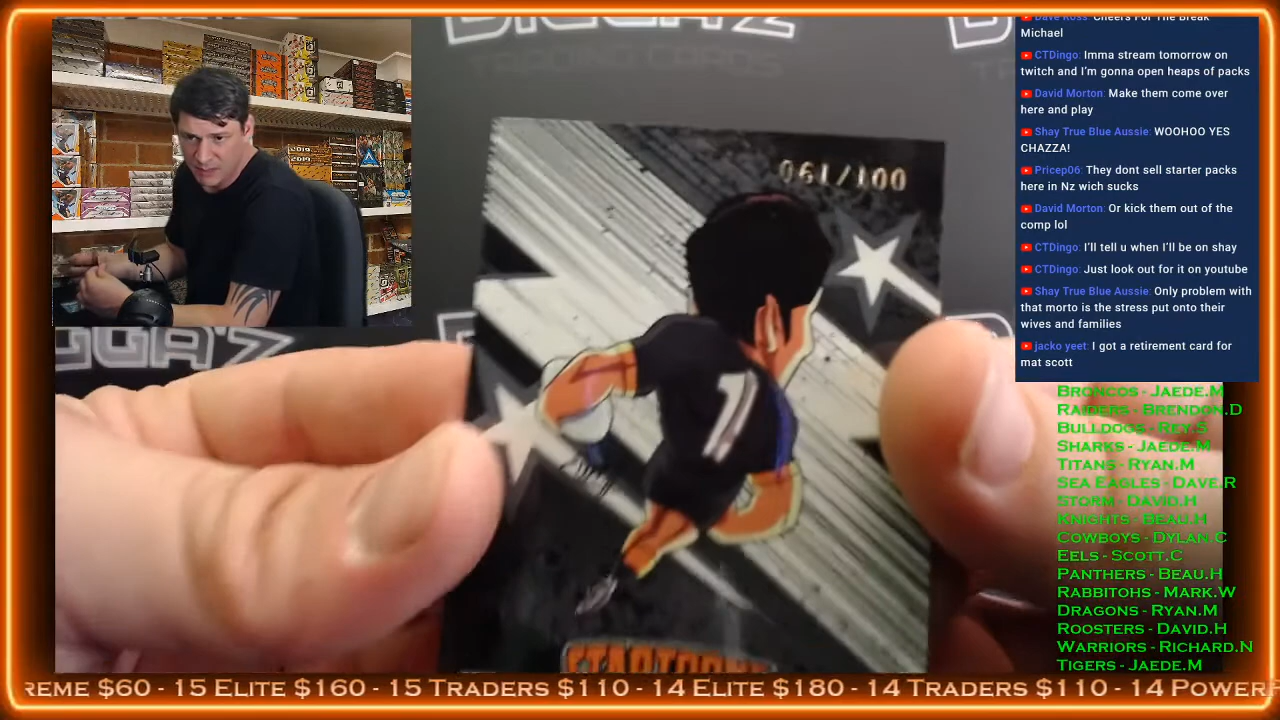 BIGGAZ
TRADING CARDS
Dave Ross: Cheers For The Break
Michael
CTDingo: Imma stream tomorrow on
twitch and I'm gonna open heaps of packs
David Morton: Make them come over
here and play
Shay True Blue Aussie: WOOHOO YES
CHAZZA!
Pricep06: They dont sell starter packs
here in Nz wich sucks
David Morton: Or kick them out of the
comp lol
CTDingo: I'll tell u when I'll be on shay
CTDingo: Just look out for it on youtube
Shay True Blue Aussie: Only problem with
that morto is the stress put onto their
wives and families
jacko yeet: I got a retirement card for
mat scott
061/100
1
2019
2019
Broncos - Jaede.M
Raiders - Brendon.D
Bulldogs - Rey.S
Sharks - Jaede.M
Titans - Ryan.M
Sea Eagles - Dave.R
Storm - David.H
Knights - Beau.H
Cowboys - Dylan.C
Eels - Scott.C
Panthers - Beau.H
Rabbitohs - Mark.W
Dragons - Ryan.M
Roosters - David.H
Warriors - Richard.N
Tigers - Jaede.M
reme $60 - 15 Elite $160 - 15 Traders $110 - 14 Elite $180 - 14 Traders $110 - 14 Power